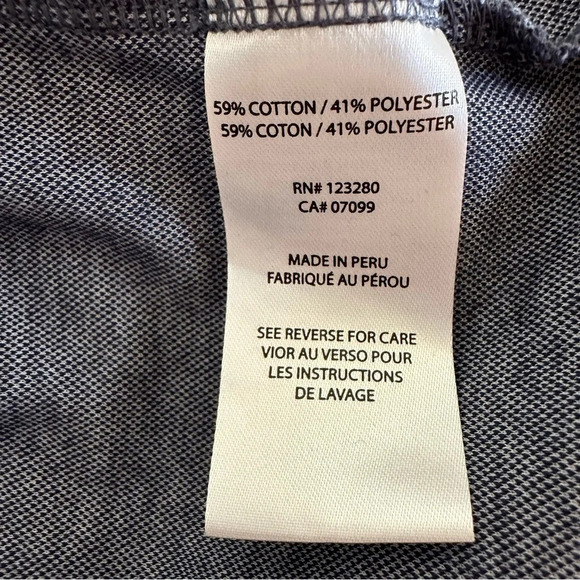 59% COTTON / 41% POLYESTER
59% COTON / 41% POLYESTER
RN# 123280
CA# 07099
MADE IN PERU
FABRIQUÉ AU PÉROU
SEE REVERSE FOR CARE
VIOR AU VERSO POUR
LES INSTRUCTIONS
DE LAVAGE